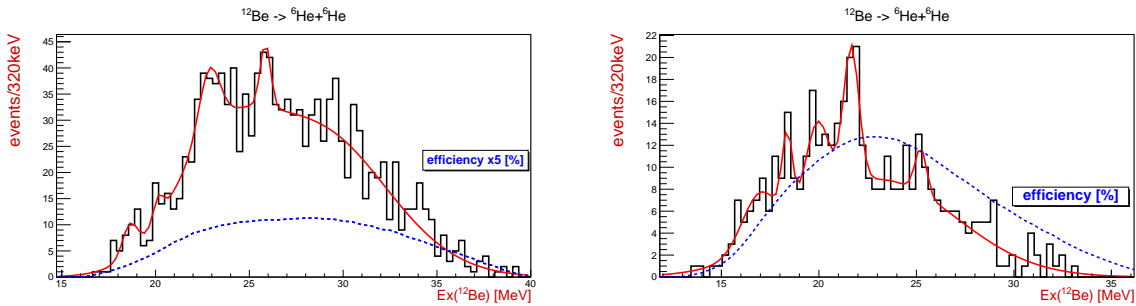 ¹²Be -> ⁶He+⁶He
events/320keV
45
40
35
30
25
20
15
10
5
0
efficiency x5 [%]
15 20 25 30 35 40
Ex(¹²Be) [MeV]
¹²Be -> ⁶He+⁶He
events/320keV
22
20
18
16
14
12
10
8
6
4
2
0
efficiency [%]
15 20 25 30 35
Ex(¹²Be) [MeV]